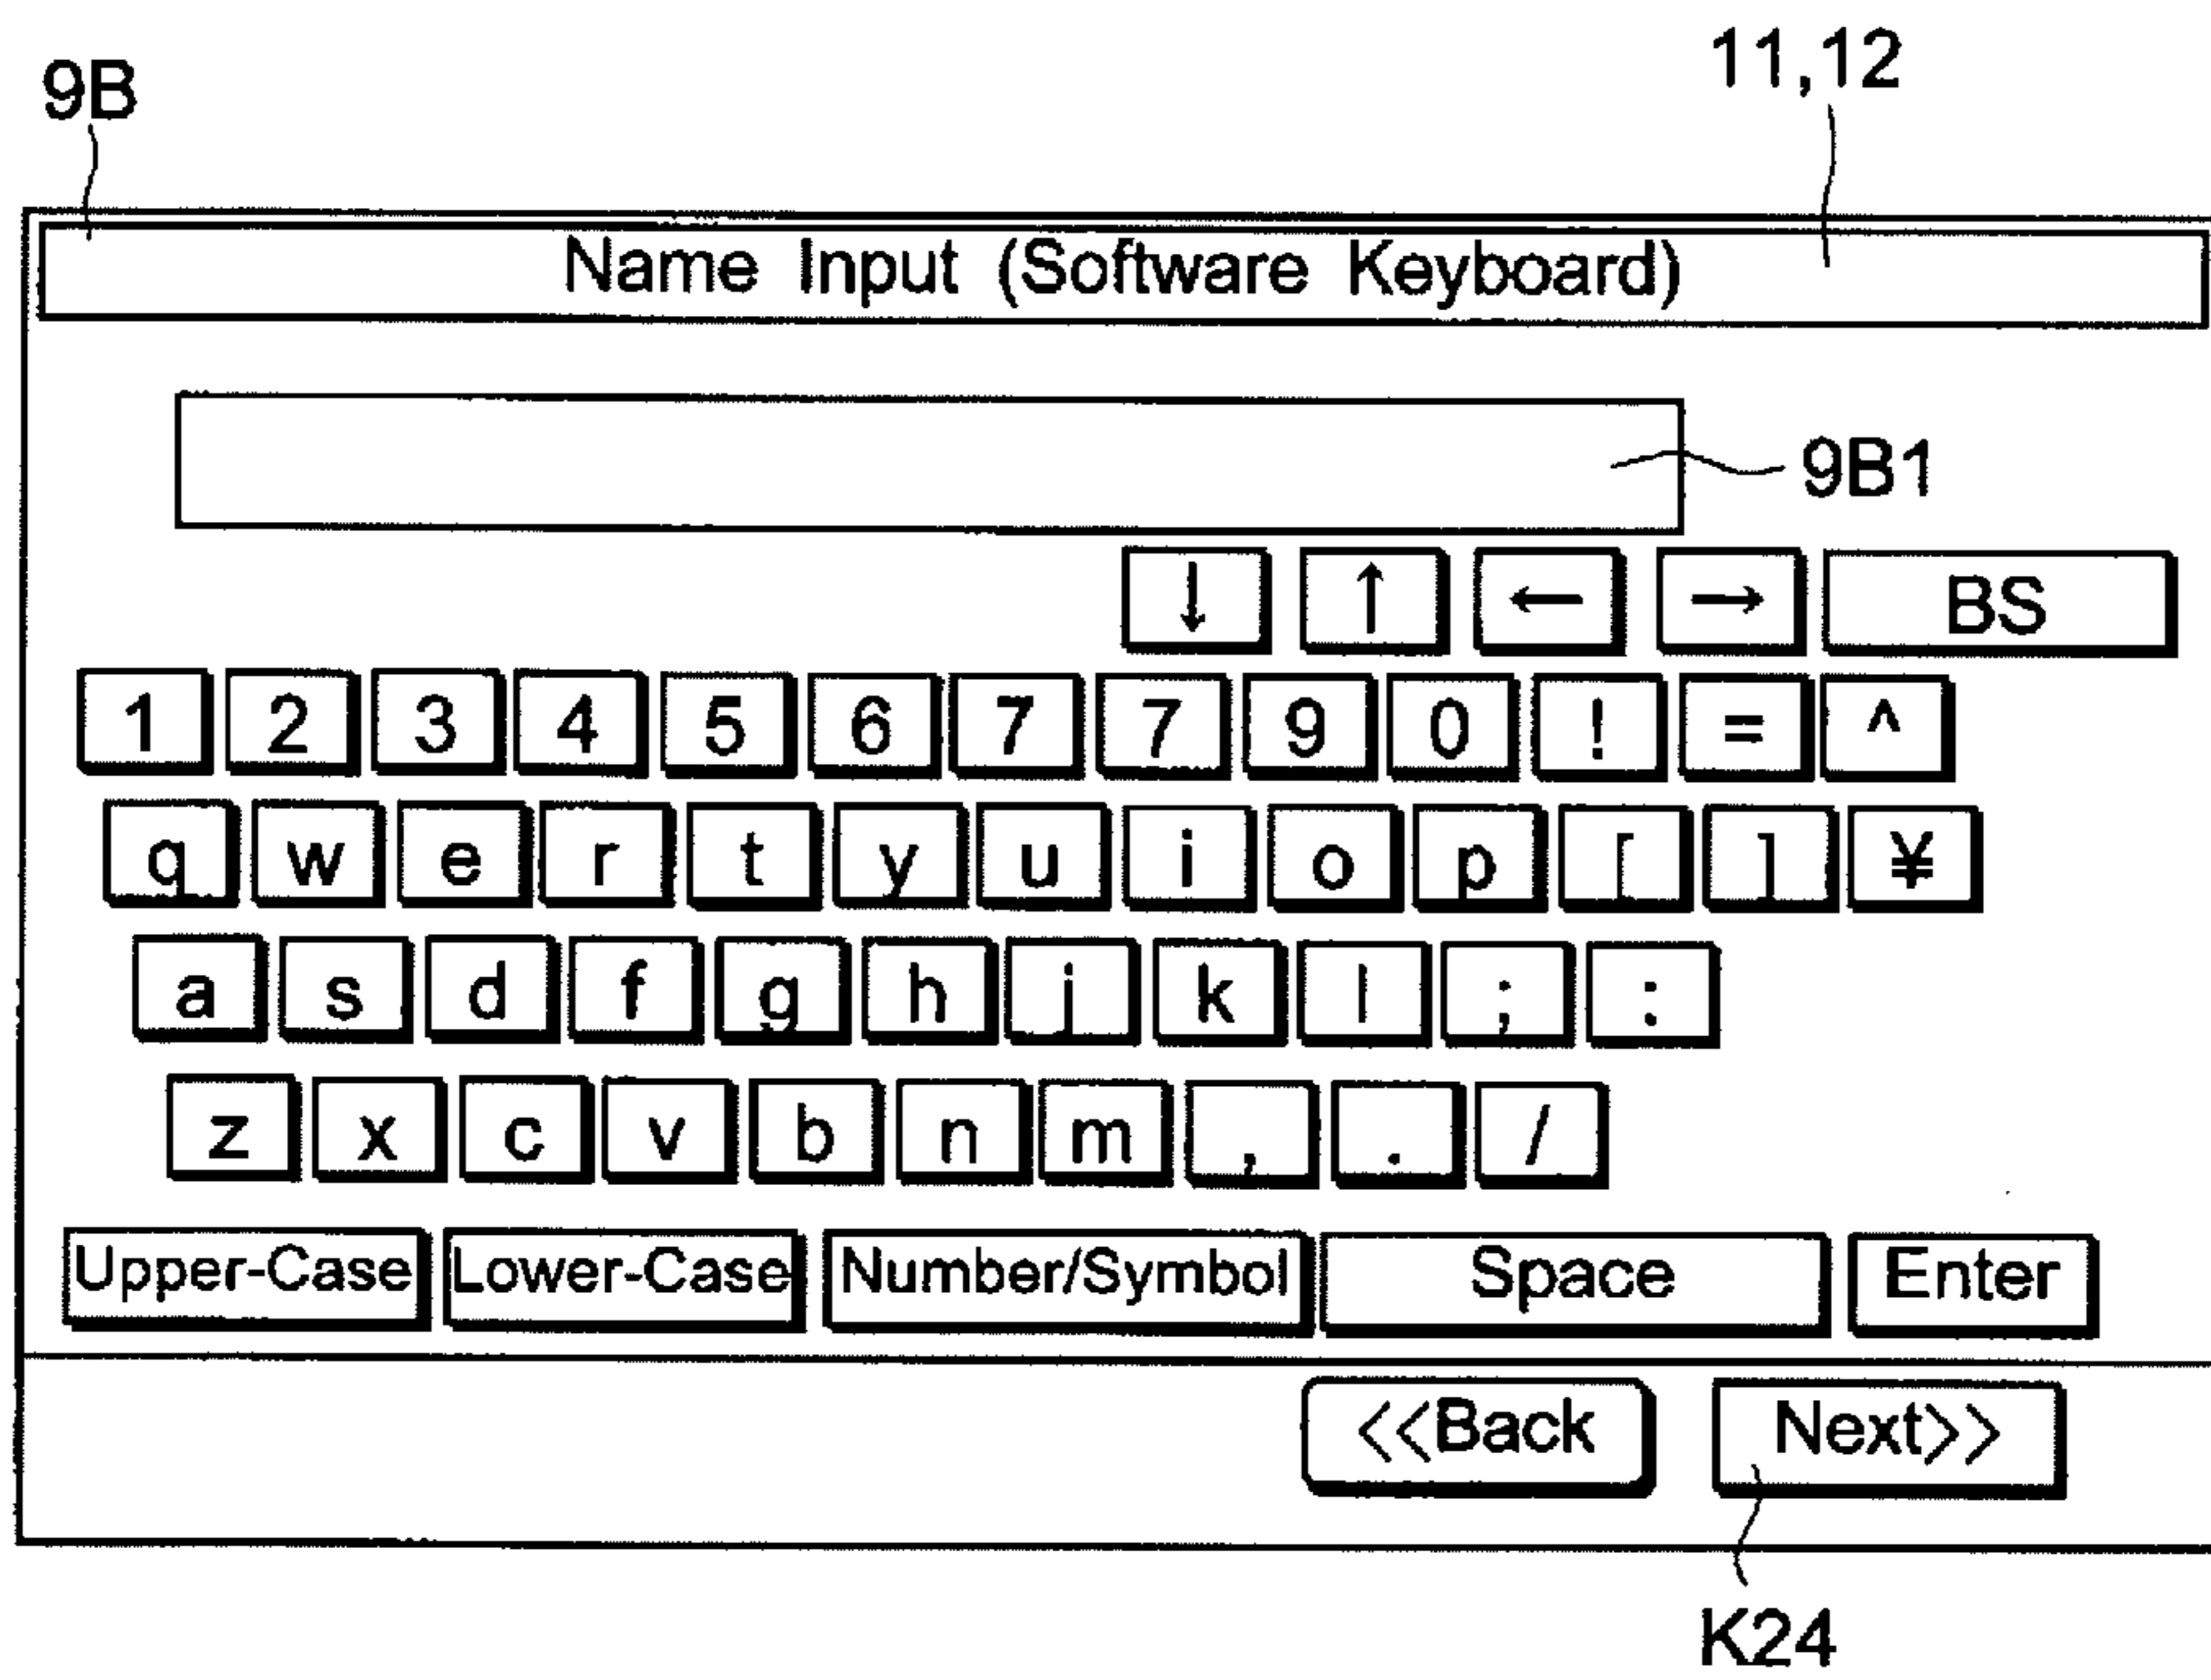 11,12
9B
Name Input (Software Keyboard)
9B1
↓ ↑ ← → BS
1 2 3 4 5 6 7 7 9 0 ! = ^
q w e r t y u i o p [ ] ¥
a s d f g h j k l ; :
z x c v b n m , . /
Upper-Case Lower-Case Number/Symbol Space Enter
<<Back Next>>
K24